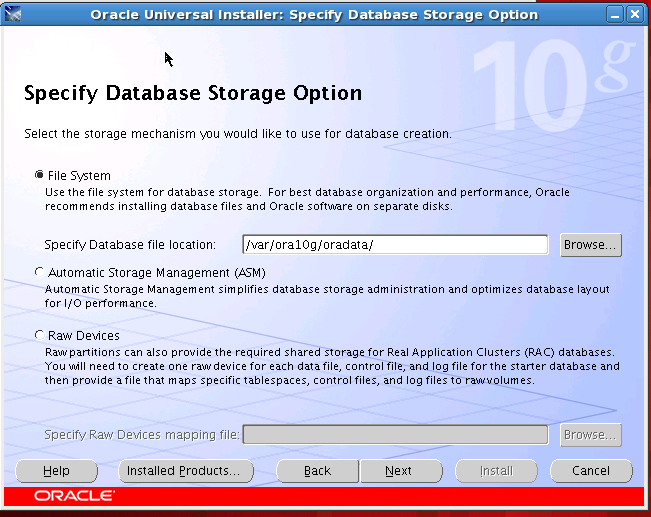 Oracle Universal Installer: Specify Database Storage Option
10g
Specify Database Storage Option
Select the storage mechanism you would like to use for database creation.
File System
Use the file system for database storage. For best database organization and performance, Oracle
recommends installing database files and Oracle software on separate disks.
Specify Database file location: /var/ora10g/oradata/ Browse...
Automatic Storage Management (ASM)
Automatic Storage Management simplifies database storage administration and optimizes database layout
for I/O performance.
Raw Devices
Raw partitions can also provide the required shared storage for Real Application Clusters (RAC) databases.
You will need to create one raw device for each data file, control file, and log file for the starter database and
then provide a file that maps specific tablespaces, control files, and log files to raw volumes.
Specify Raw Devices mapping file: Browse...
Help Installed Products... Back Next Install Cancel
ORACLE